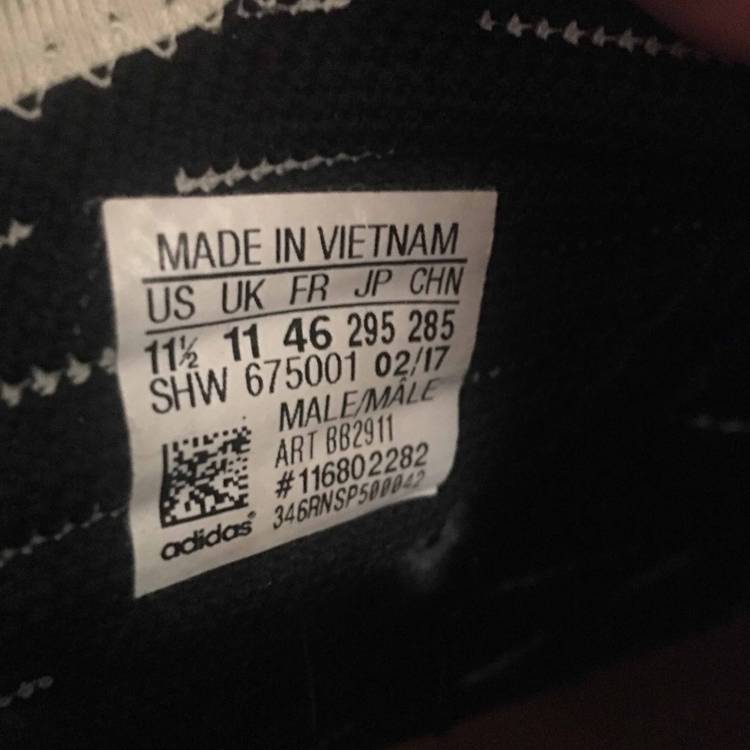 MADE IN VIETNAM
US UK FR JP CHN
11½ 11 46 295 285
SHW 675001 02/17
MALE/MÂLE
ART BB2911
#116802282
346RNSP500042
adidas®